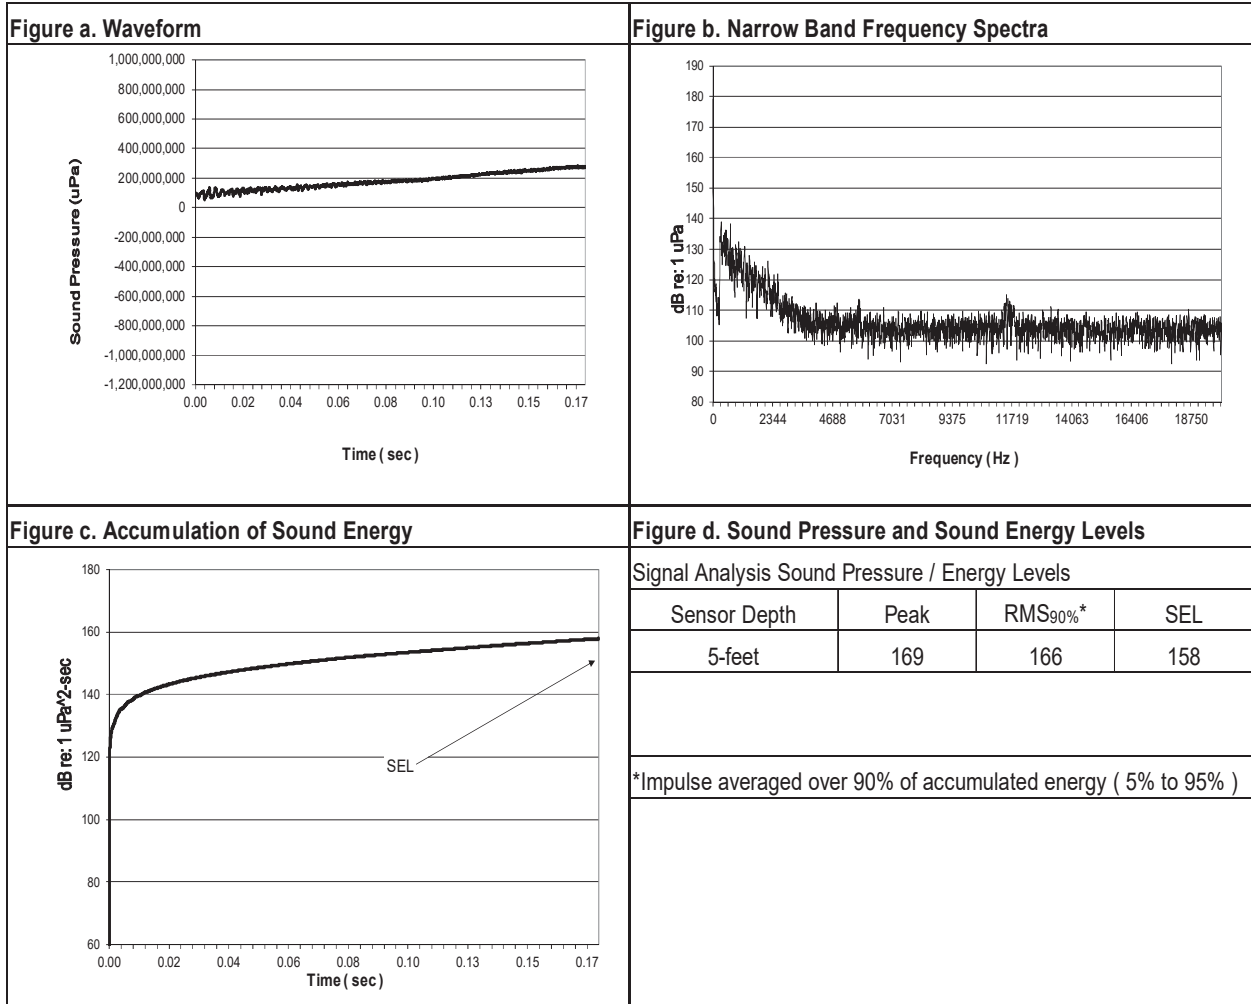 Figure a. Waveform
1,000,000,000
800,000,000
600,000,000
400,000,000
200,000,000
0
-200,000,000
-400,000,000
-600,000,000
-800,000,000
-1,000,000,000
-1,200,000,000
Sound Pressure (uPa)
0.00 0.02 0.04 0.06 0.08 0.10 0.13 0.15 0.17
Time ( sec )
Figure b. Narrow Band Frequency Spectra
190
180
170
160
150
140
130
120
110
100
90
80
dB re: 1 uPa
0 2344 4688 7031 9375 11719 14063 16406 18750
Frequency ( Hz )
Figure c. Accumulation of Sound Energy
180
160
140
120
100
80
60
dB re: 1 uPa^2-sec
SEL
0.00 0.02 0.04 0.06 0.08 0.10 0.13 0.15 0.17
Time ( sec )
Figure d. Sound Pressure and Sound Energy Levels
Signal Analysis Sound Pressure / Energy Levels
Sensor Depth Peak RMS90%* SEL
5-feet 169 166 158
*Impulse averaged over 90% of accumulated energy ( 5% to 95% )